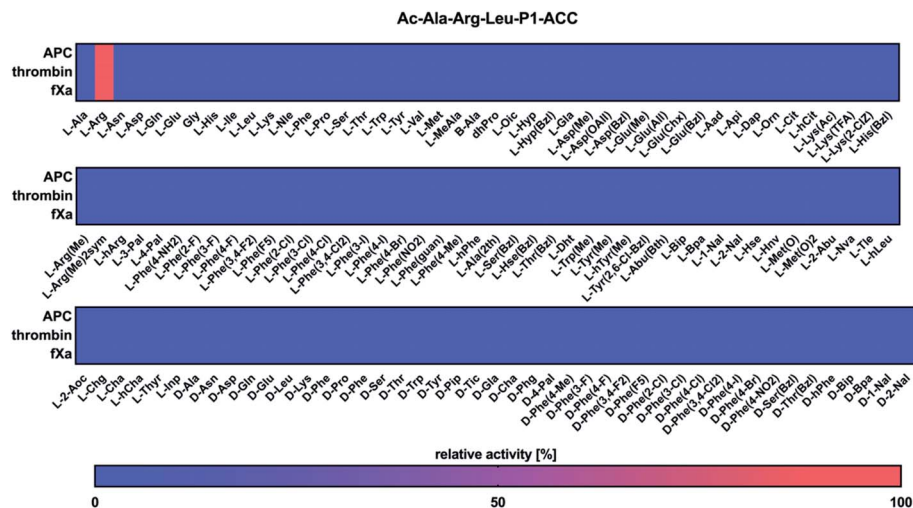 Ac-Ala-Arg-Leu-P1-ACC
APC
thrombin
fXa
L-Ala L-Arg L-Asn L-Asp L-Gln L-Glu Gly L-His L-Ile L-Leu L-Lys L-Nle L-Phe L-Pro L-Ser L-Thr L-Trp L-Tyr L-Val L-Met L-MeAla B-Ala dhPro L-Oic L-Hyp L-Hyp(Bzl) L-Gla L-Asp(Me) L-Asp(OAll) L-Asp(Bzl) L-Glu(Me) L-Glu(All) L-Glu(Chx) L-Glu(Bzl) L-Aad L-Api L-Dap L-Orn L-Cit L-hCit L-Lys(Ac) L-Lys(TFA) L-Lys(2-ClZ) L-His(Bzl)
APC
thrombin
fXa
L-Arg(Me) L-Arg(Me)2sym L-hArg L-3-Pal L-4-Pal L-Phe(4-NH2) L-Phe(2-F) L-Phe(3-F) L-Phe(4-F) L-Phe(3,4-F2) L-Phe(F5) L-Phe(2-Cl) L-Phe(3-Cl) L-Phe(4-Cl) L-Phe(3,4-Cl2) L-Phe(3-I) L-Phe(4-I) L-Phe(4-Br) L-Phe(NO2) L-Phe(guan) L-Phe(4-Me) L-hPhe L-Ala(2th) L-Ser(Bzl) L-Hse(Bzl) L-Thr(Bzl) L-Dht L-Trp(Me) L-Tyr(Me) L-hTyr(Me) L-Tyr(2,6-Cl-Bzl) L-Abu(Bth) L-Bip L-Bpa L-1-Nal L-2-Nal L-Hse L-Hnv L-Met(O) L-Met(O)2 L-2-Abu L-Nva L-Tle L-hLeu
APC
thrombin
fXa
L-2-Aoc L-Chg L-Cha L-hCha L-Thyr L-Inp D-Ala D-Asn D-Asp D-Gln D-Glu D-Leu D-Lys D-Phe D-Pro D-Phe D-Ser D-Thr D-Trp D-Tyr D-Pip D-Tic D-Gla D-Cha D-Phg D-4-Pal D-Phe(4-Me) D-Phe(3-F) D-Phe(4-F) D-Phe(3,4-F2) D-Phe(F5) D-Phe(2-Cl) D-Phe(3-Cl) D-Phe(4-Cl) D-Phe(3,4-Cl2) D-Phe(4-I) D-Phe(4-Br) D-Phe(4-NO2) D-Ser(Bzl) D-Thr(Bzl) D-hPhe D-Bip D-Bpa D-1-Nal D-2-Nal
relative activity [%]
0 50 100